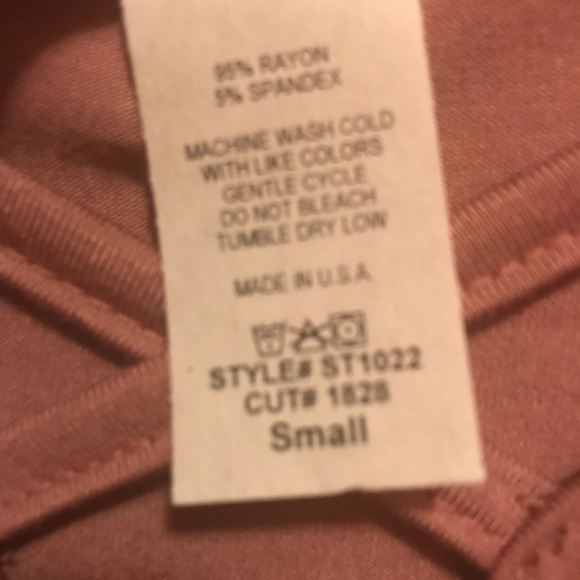 95% RAYON
5% SPANDEX
MACHINE WASH COLD
WITH LIKE COLORS
GENTLE CYCLE
DO NOT BLEACH
TUMBLE DRY LOW
MADE IN U.S.A.
STYLE# ST1022
CUT# 1828
Small